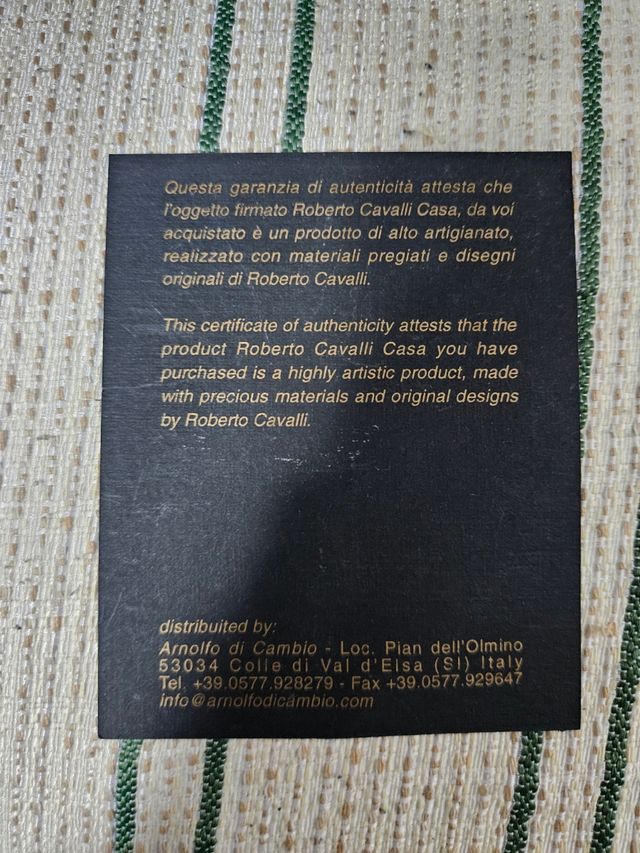 Questa garanzia di autenticità attesta che
l'oggetto firmato Roberto Cavalli Casa, da voi
acquistato è un prodotto di alto artigianato,
realizzato con materiali pregiati e disegni
originali di Roberto Cavalli.
This certificate of authenticity attests that the
product Roberto Cavalli Casa you have
purchased is a highly artistic product, made
with precious materials and original designs
by Roberto Cavalli.
distribuited by:
Arnolfo di Cambio - Loc. Pian dell'Olmino
53034 Colle di Val d'Elsa (SI) Italy
Tel. +39.0577.928279 - Fax +39.0577.929647
info@arnolfodicambio.com